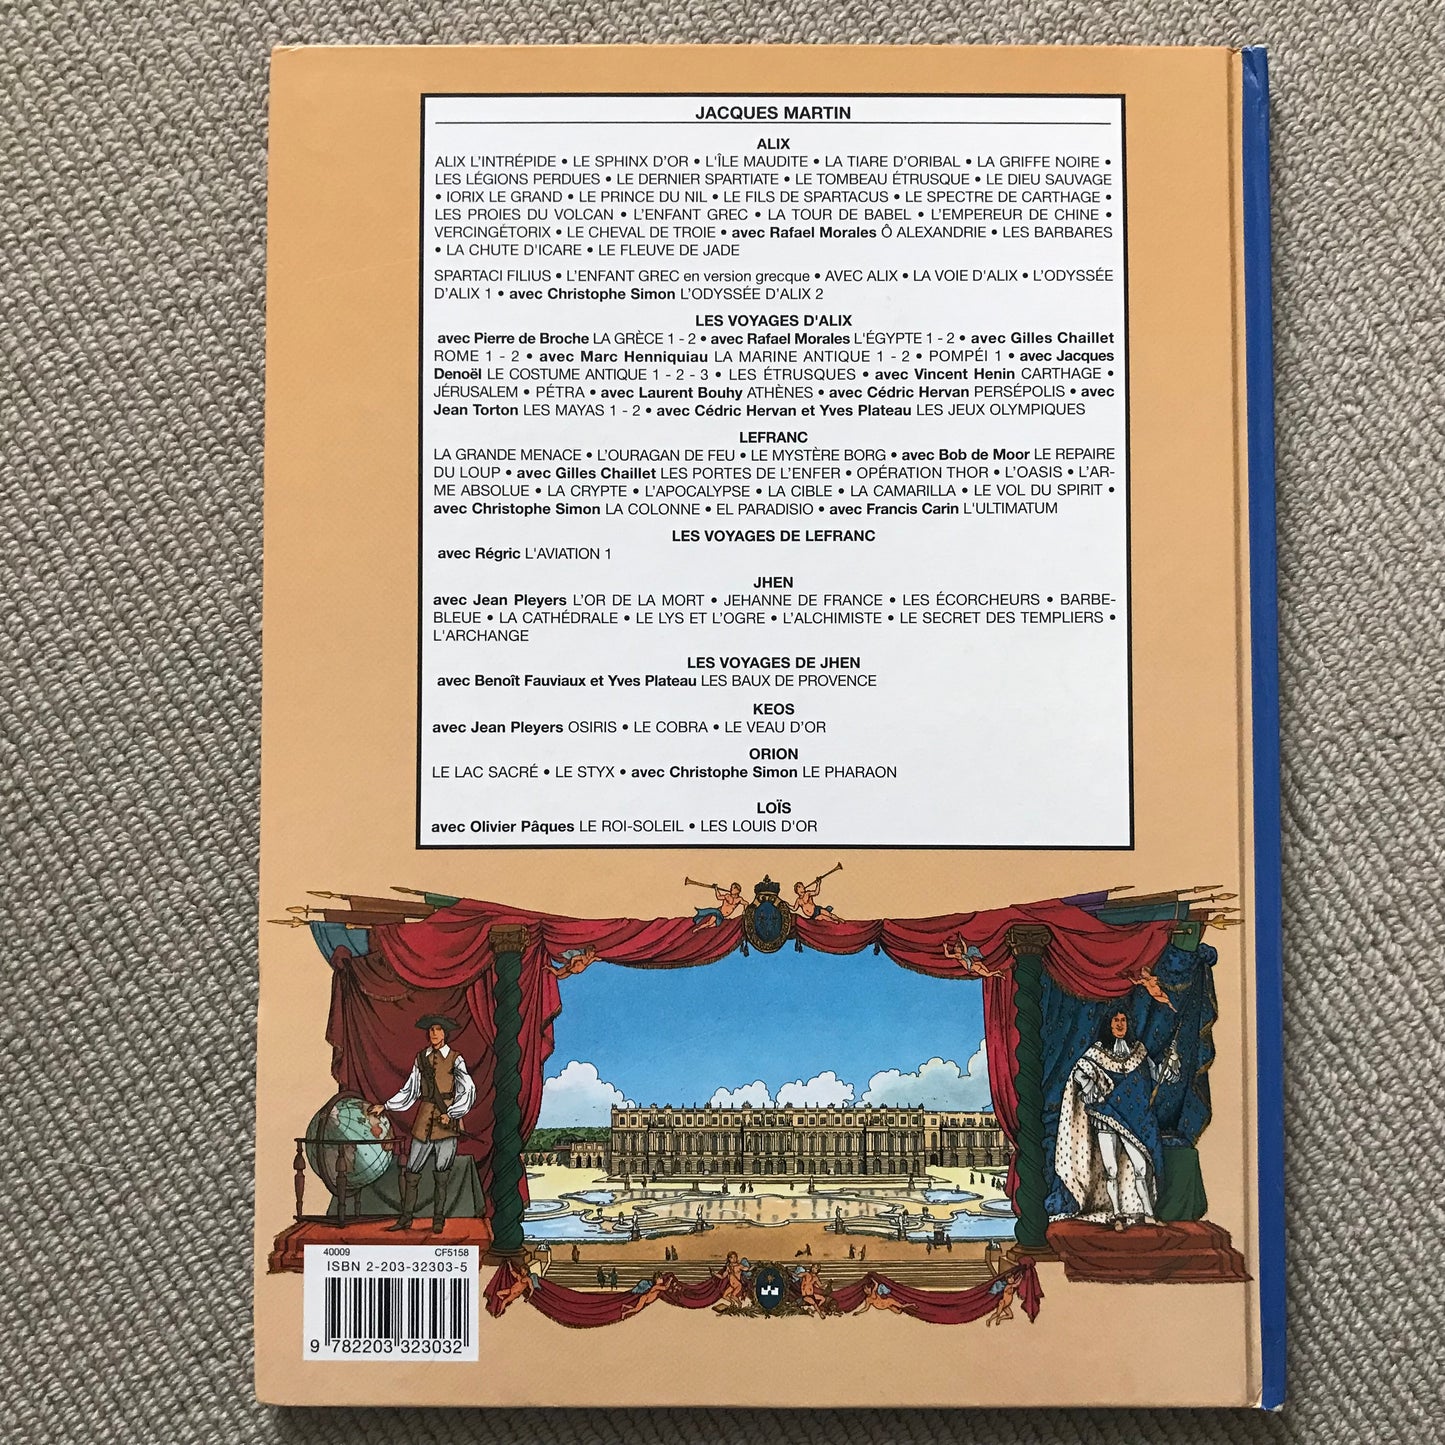 JACQUES MARTIN
ALIX
ALIX L'INTRÉPIDE • LE SPHINX D'OR • L'ÎLE MAUDITE • LA TIARE D'ORIBAL • LA GRIFFE NOIRE •
LES LÉGIONS PERDUES • LE DERNIER SPARTIATE • LE TOMBEAU ÉTRUSQUE • LE DIEU SAUVAGE
• IORIX LE GRAND • LE PRINCE DU NIL • LE FILS DE SPARTACUS • LE SPECTRE DE CARTHAGE •
LES PROIES DU VOLCAN • L'ENFANT GREC • LA TOUR DE BABEL • L'EMPEREUR DE CHINE •
VERCINGÉTORIX • LE CHEVAL DE TROIE • avec Rafael Morales Ô ALEXANDRIE • LES BARBARES
• LA CHUTE D'ICARE • LE FLEUVE DE JADE
SPARTACI FILIUS • L'ENFANT GREC en version grecque • AVEC ALIX • LA VOIE D'ALIX • L'ODYSSÉE
D'ALIX 1 • avec Christophe Simon L'ODYSSÉE D'ALIX 2
LES VOYAGES D'ALIX
avec Pierre de Broche LA GRÈCE 1 - 2 • avec Rafael Morales L'ÉGYPTE 1 - 2 • avec Gilles Chaillet
ROME 1 - 2 • avec Marc Henniquiau LA MARINE ANTIQUE 1 - 2 • POMPÉI 1 • avec Jacques
Denoël LE COSTUME ANTIQUE 1 - 2 - 3 • LES ÉTRUSQUES • avec Vincent Henin CARTHAGE •
JÉRUSALEM • PÉTRA • avec Laurent Bouhy ATHÈNES • avec Cédric Hervan PERSÉPOLIS • avec
Jean Torton LES MAYAS 1 - 2 • avec Cédric Hervan et Yves Plateau LES JEUX OLYMPIQUES
LEFRANC
LA GRANDE MENACE • L'OURAGAN DE FEU • LE MYSTÈRE BORG • avec Bob de Moor LE REPAIRE
DU LOUP • avec Gilles Chaillet LES PORTES DE L'ENFER • OPÉRATION THOR • L'OASIS • L'AR-
ME ABSOLUE • LA CRYPTE • L'APOCALYPSE • LA CIBLE • LA CAMARILLA • LE VOL DU SPIRIT •
avec Christophe Simon LA COLONNE • EL PARADISIO • avec Francis Carin L'ULTIMATUM
LES VOYAGES DE LEFRANC
avec Régric L'AVIATION 1
JHEN
avec Jean Pleyers L'OR DE LA MORT • JEHANNE DE FRANCE • LES ÉCORCHEURS • BARBE-
BLEUE • LA CATHÉDRALE • LE LYS ET L'OGRE • L'ALCHIMISTE • LE SECRET DES TEMPLIERS •
L'ARCHANGE
LES VOYAGES DE JHEN
avec Benoît Fauviaux et Yves Plateau LES BAUX DE PROVENCE
KEOS
avec Jean Pleyers OSIRIS • LE COBRA • LE VEAU D'OR
ORION
LE LAC SACRÉ • LE STYX • avec Christophe Simon LE PHARAON
LOÏS
avec Olivier Pâques LE ROI-SOLEIL • LES LOUIS D'OR
40009 CF5158
ISBN 2-203-32303-5
9 782203 323032